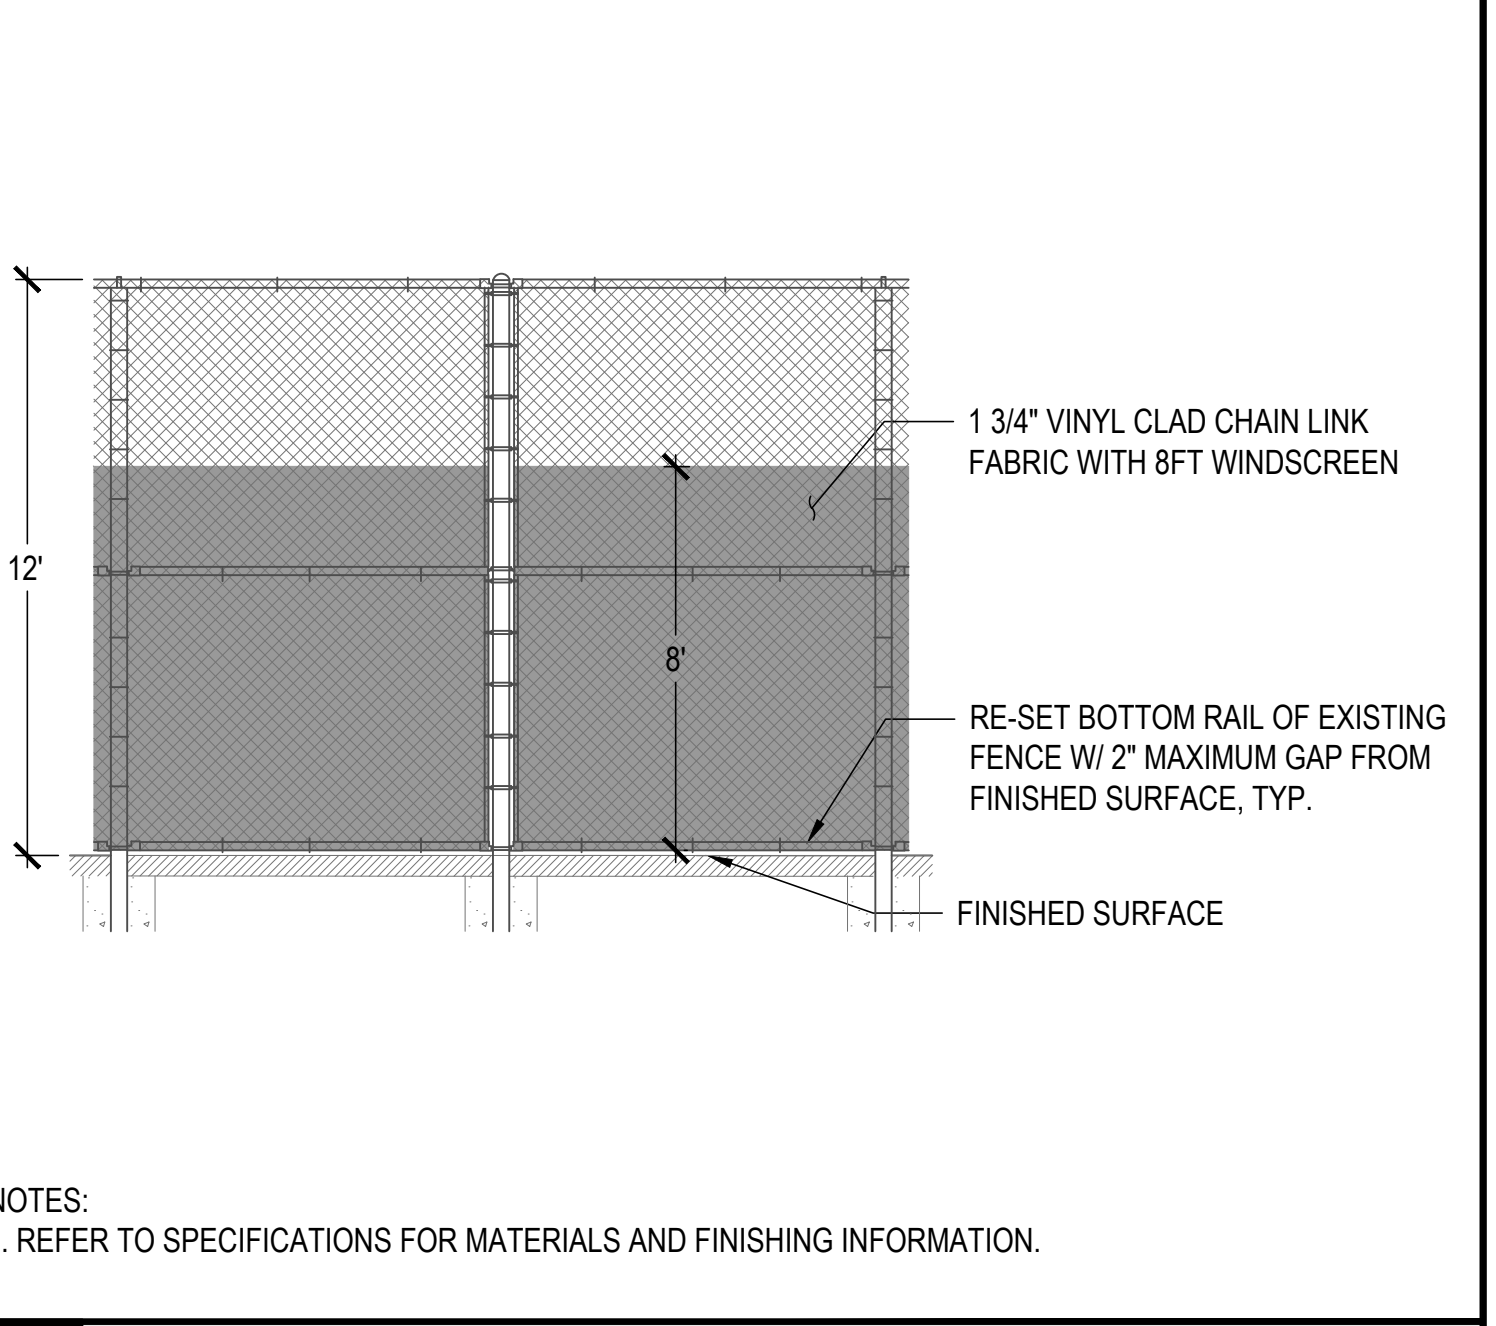 1 3/4" VINYL CLAD CHAIN LINK
FABRIC WITH 8FT WINDSCREEN
12'
8'
RE-SET BOTTOM RAIL OF EXISTING
FENCE W/ 2" MAXIMUM GAP FROM
FINISHED SURFACE, TYP.
FINISHED SURFACE
NOTES:
. REFER TO SPECIFICATIONS FOR MATERIALS AND FINISHING INFORMATION.